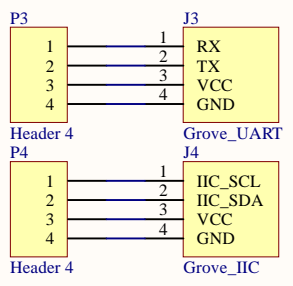 P3 J3
1 1 RX
2 2 TX
3 3 VCC
4 4 GND
Header 4 Grove_UART
P4 J4
1 1 IIC_SCL
2 2 IIC_SDA
3 3 VCC
4 4 GND
Header 4 Grove_IIC